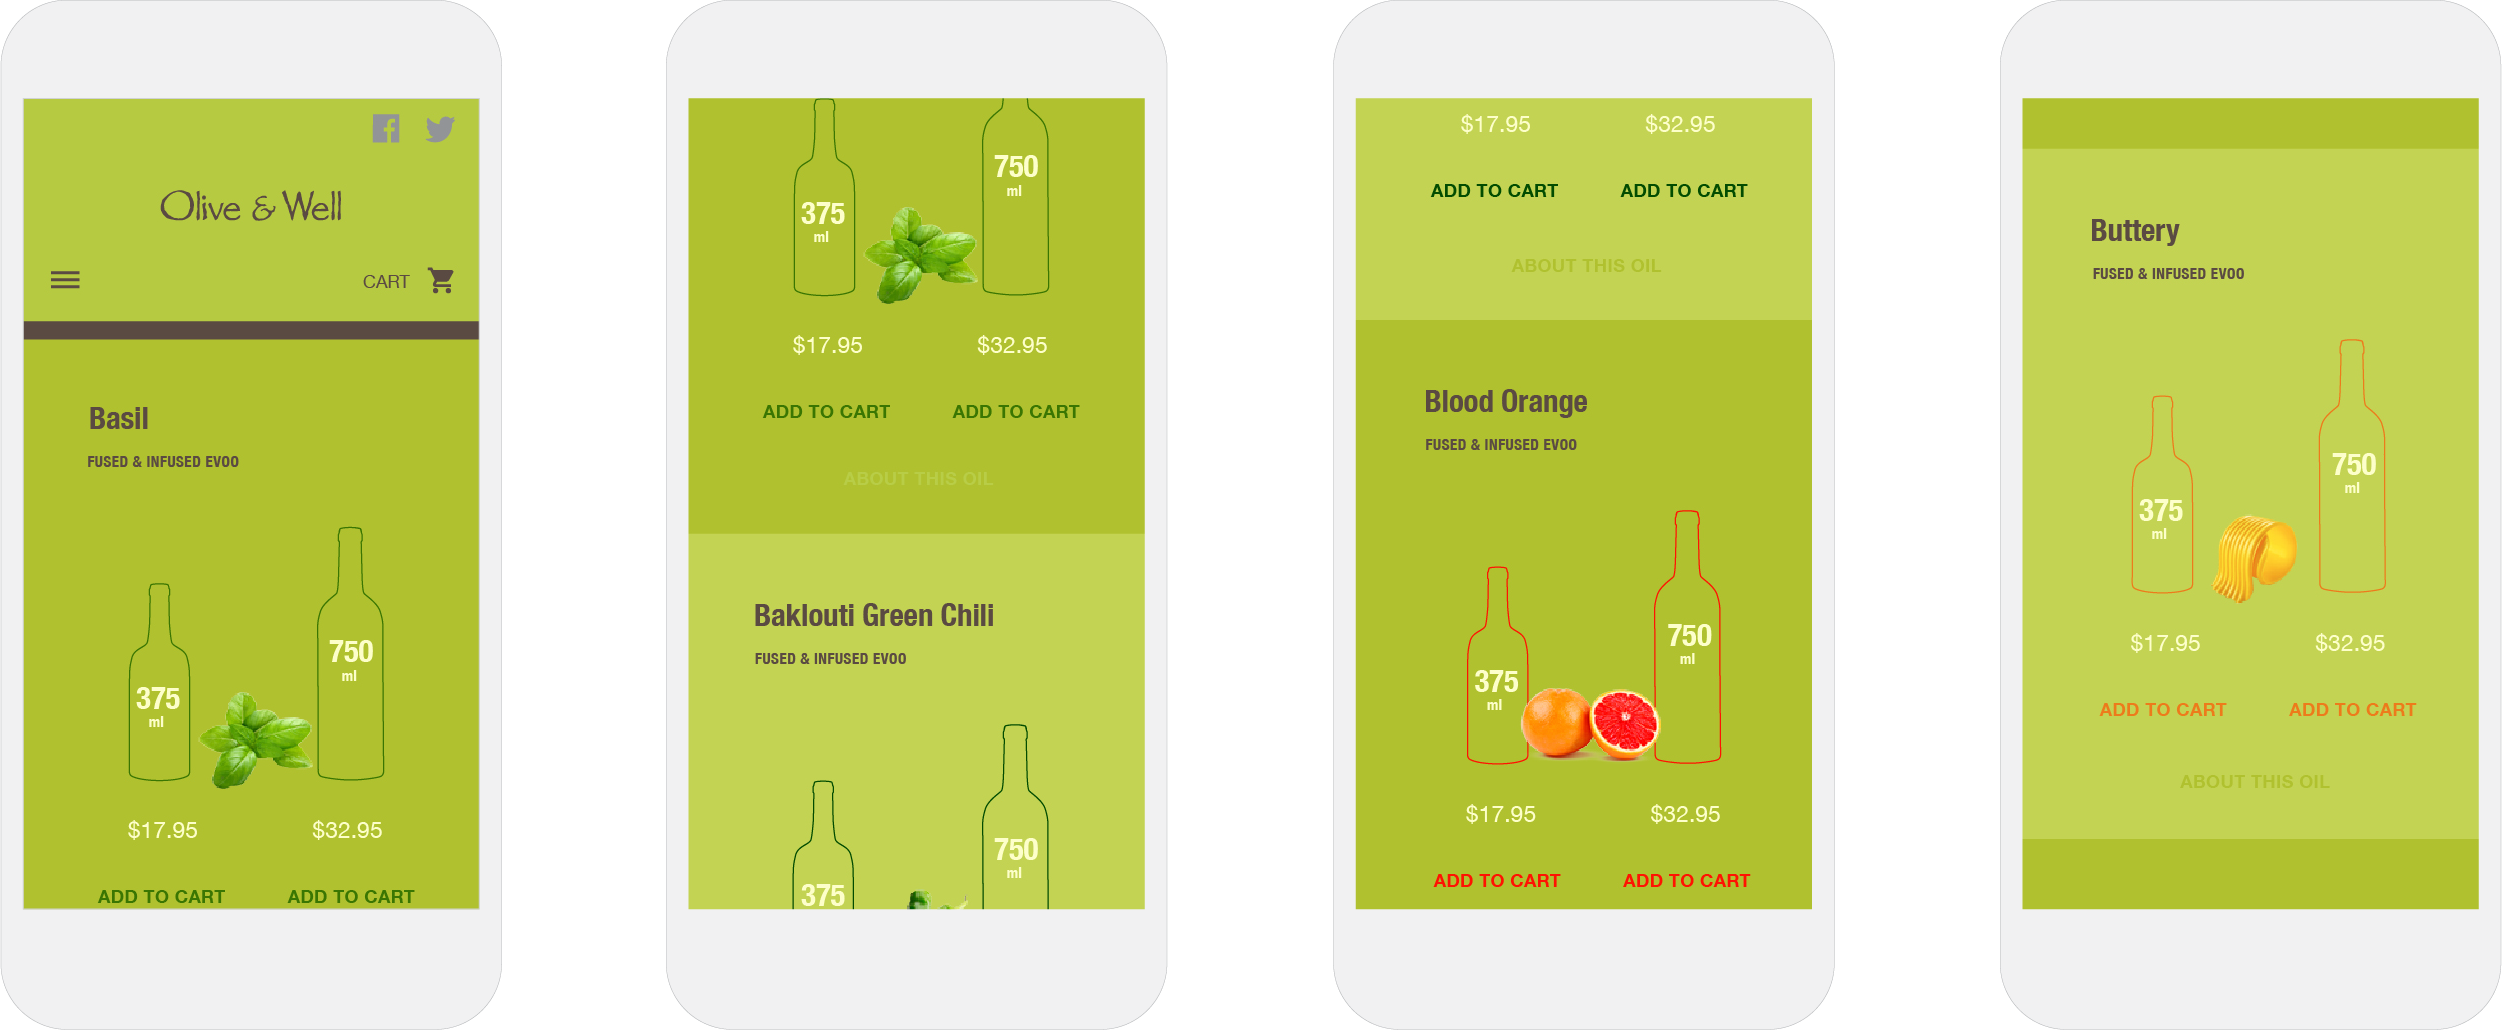 Olive & Well
CART
Basil
FUSED & INFUSED EVOO
750
ml
375
ml
$17.95 $32.95
ADD TO CART ADD TO CART
750
ml
375
ml
$17.95 $32.95
ADD TO CART ADD TO CART
ABOUT THIS OIL
Baklouti Green Chili
FUSED & INFUSED EVOO
750
ml
375
$17.95 $32.95
ADD TO CART ADD TO CART
ABOUT THIS OIL
Blood Orange
FUSED & INFUSED EVOO
750
ml
375
ml
$17.95 $32.95
ADD TO CART ADD TO CART
Buttery
FUSED & INFUSED EVOO
750
ml
375
ml
$17.95 $32.95
ADD TO CART ADD TO CART
ABOUT THIS OIL